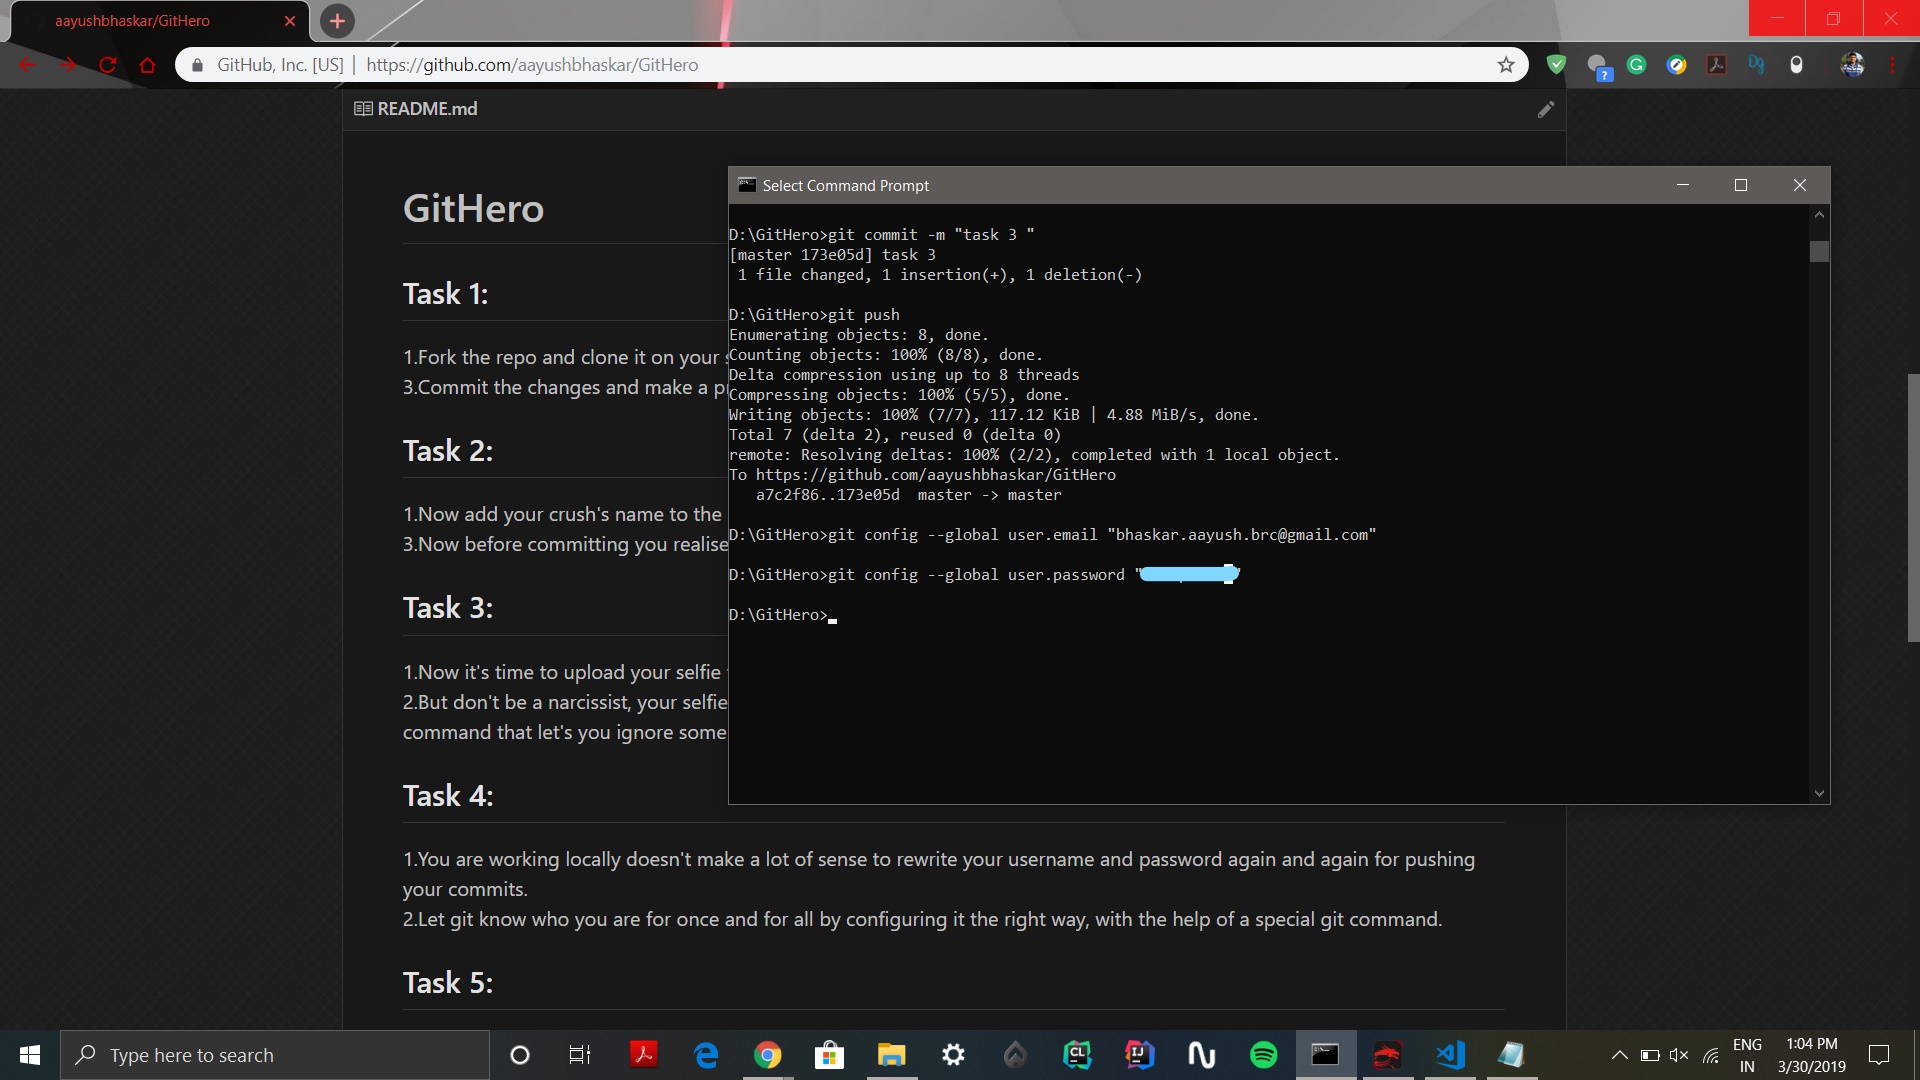 aayushbhaskar/GitHero
GitHub, Inc. [US] | https://github.com/aayushbhaskar/GitHero
README.md
GitHero
Task 1:
1.Fork the repo and clone it on your
3.Commit the changes and make a
Task 2:
1.Now add your crush's name to the
3.Now before committing you realise
Task 3:
1.Now it's time to upload your selfie
2.But don't be a narcissist, your selfie
command that let's you ignore some
Task 4:
1.You are working locally doesn't make a lot of sense to rewrite your username and password again and again for pushing
your commits.
2.Let git know who you are for once and for all by configuring it the right way, with the help of a special git command.
Task 5:
Select Command Prompt
D:\GitHero>git commit -m "task 3 "
[master 173e05d] task 3
 1 file changed, 1 insertion(+), 1 deletion(-)
D:\GitHero>git push
Enumerating objects: 8, done.
Counting objects: 100% (8/8), done.
Delta compression using up to 8 threads
Compressing objects: 100% (5/5), done.
Writing objects: 100% (7/7), 117.12 KiB | 4.88 MiB/s, done.
Total 7 (delta 2), reused 0 (delta 0)
remote: Resolving deltas: 100% (2/2), completed with 1 local object.
To https://github.com/aayushbhaskar/GitHero
   a7c2f86..173e05d  master -> master
D:\GitHero>git config --global user.email "bhaskar.aayush.brc@gmail.com"
D:\GitHero>git config --global user.password "
D:\GitHero>
Type here to search
ENG
IN
1:04 PM
3/30/2019